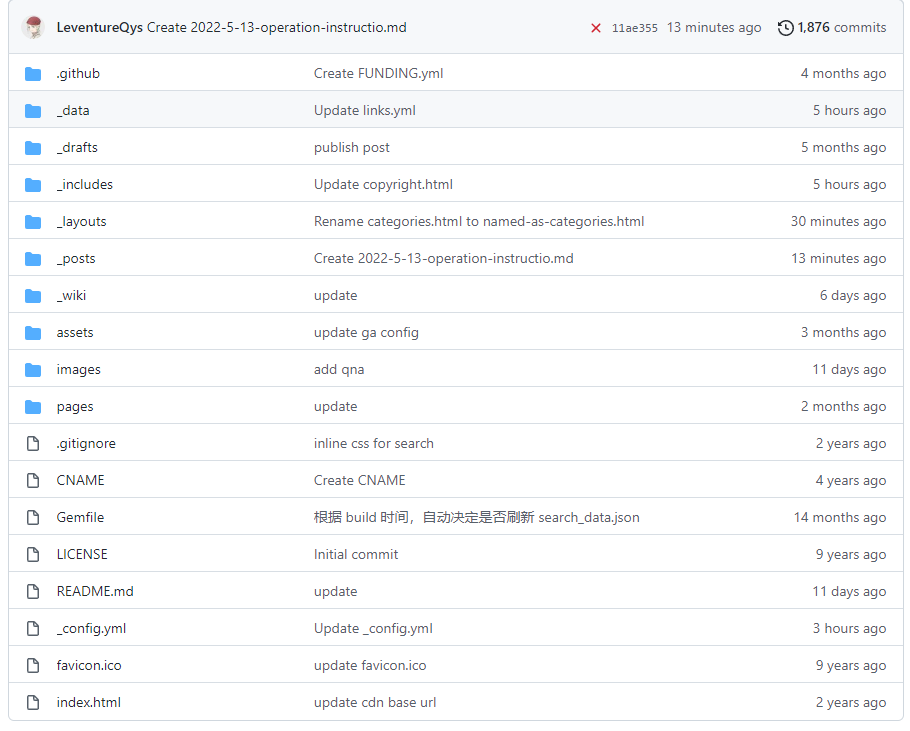 LeventureQys Create 2022-5-13-operation-instructio.md 11ae355 13 minutes ago 1,876 commits
.github Create FUNDING.yml 4 months ago
_data Update links.yml 5 hours ago
_drafts publish post 5 months ago
_includes Update copyright.html 5 hours ago
_layouts Rename categories.html to named-as-categories.html 30 minutes ago
_posts Create 2022-5-13-operation-instructio.md 13 minutes ago
_wiki update 6 days ago
assets update ga config 3 months ago
images add qna 11 days ago
pages update 2 months ago
.gitignore inline css for search 2 years ago
CNAME Create CNAME 4 years ago
Gemfile 根据 build 时间，自动决定是否刷新 search_data.json 14 months ago
LICENSE Initial commit 9 years ago
README.md update 11 days ago
_config.yml Update _config.yml 3 hours ago
favicon.ico update favicon.ico 9 years ago
index.html update cdn base url 2 years ago